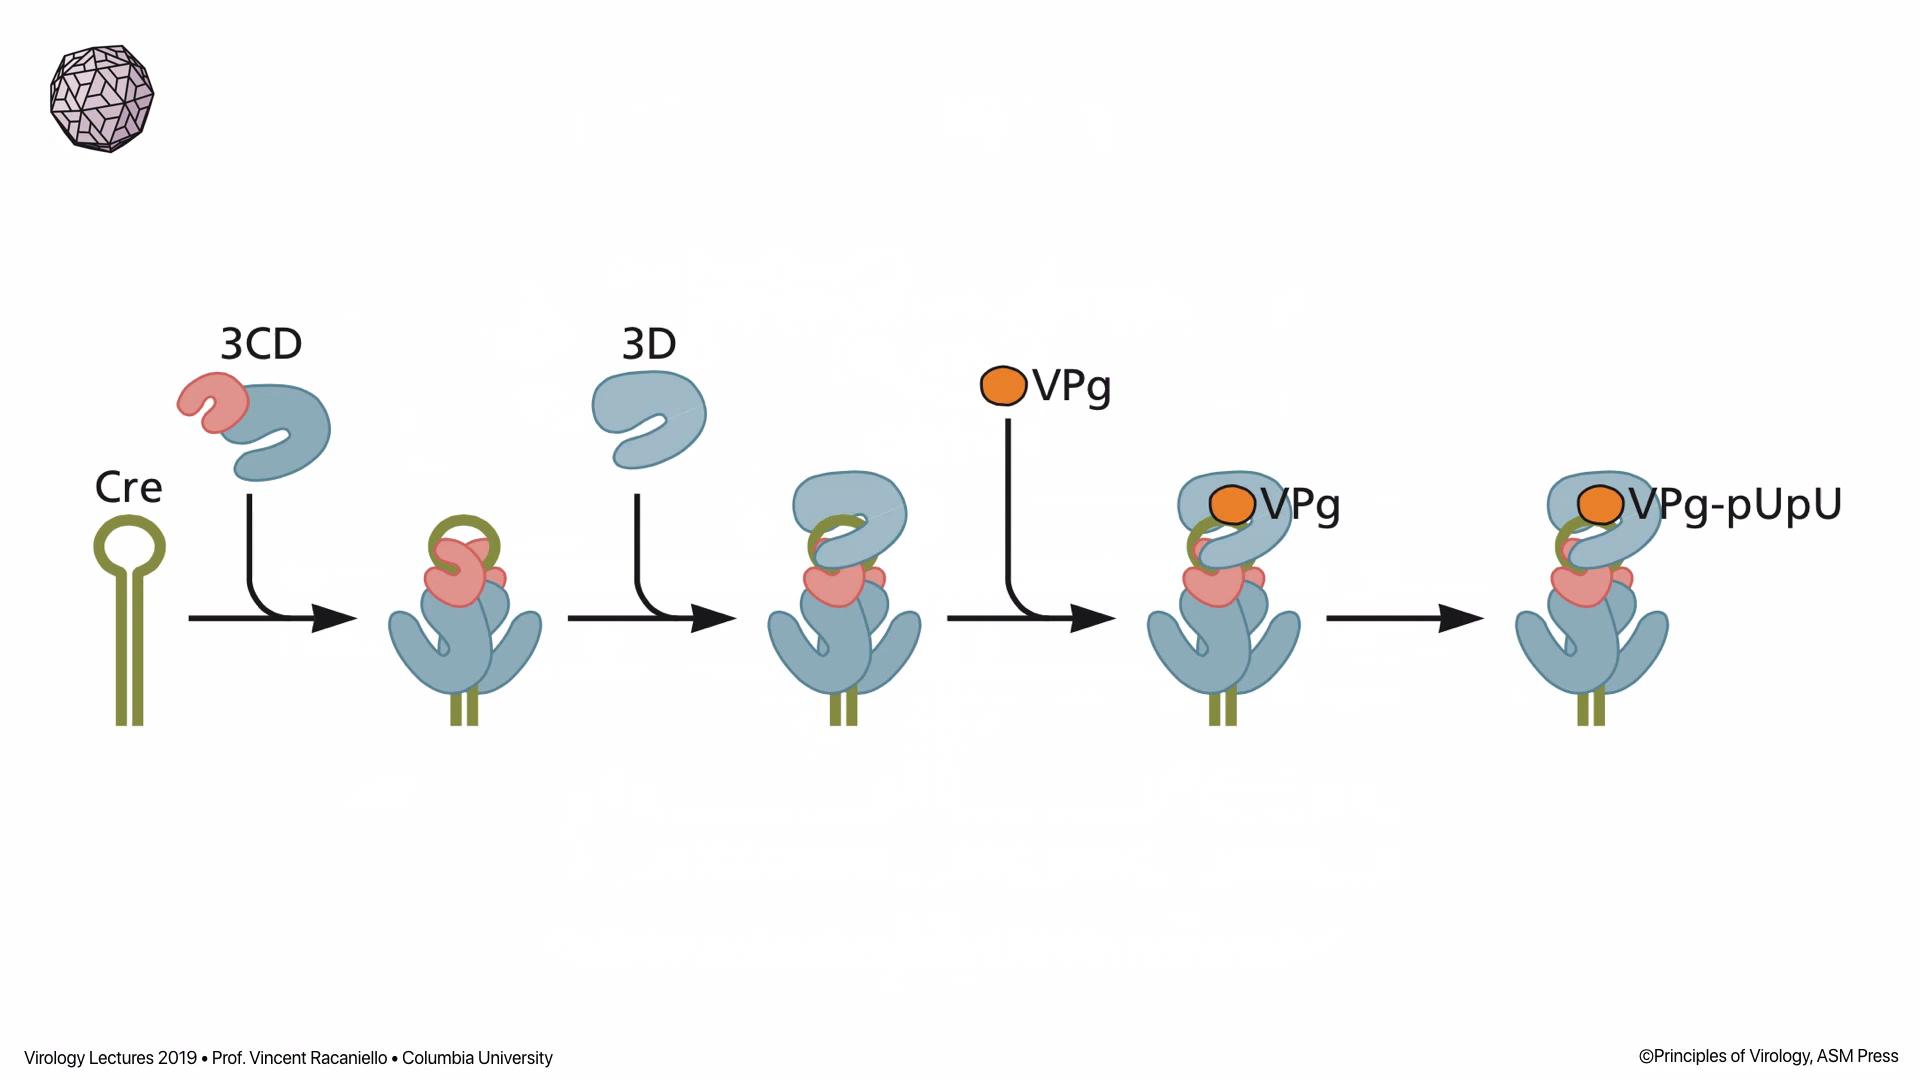 3CD
3D
VPg
Cre
VPg
VPg-pUpU
Virology Lectures 2019 • Prof. Vincent Racaniello • Columbia University
©Principles of Virology, ASM Press